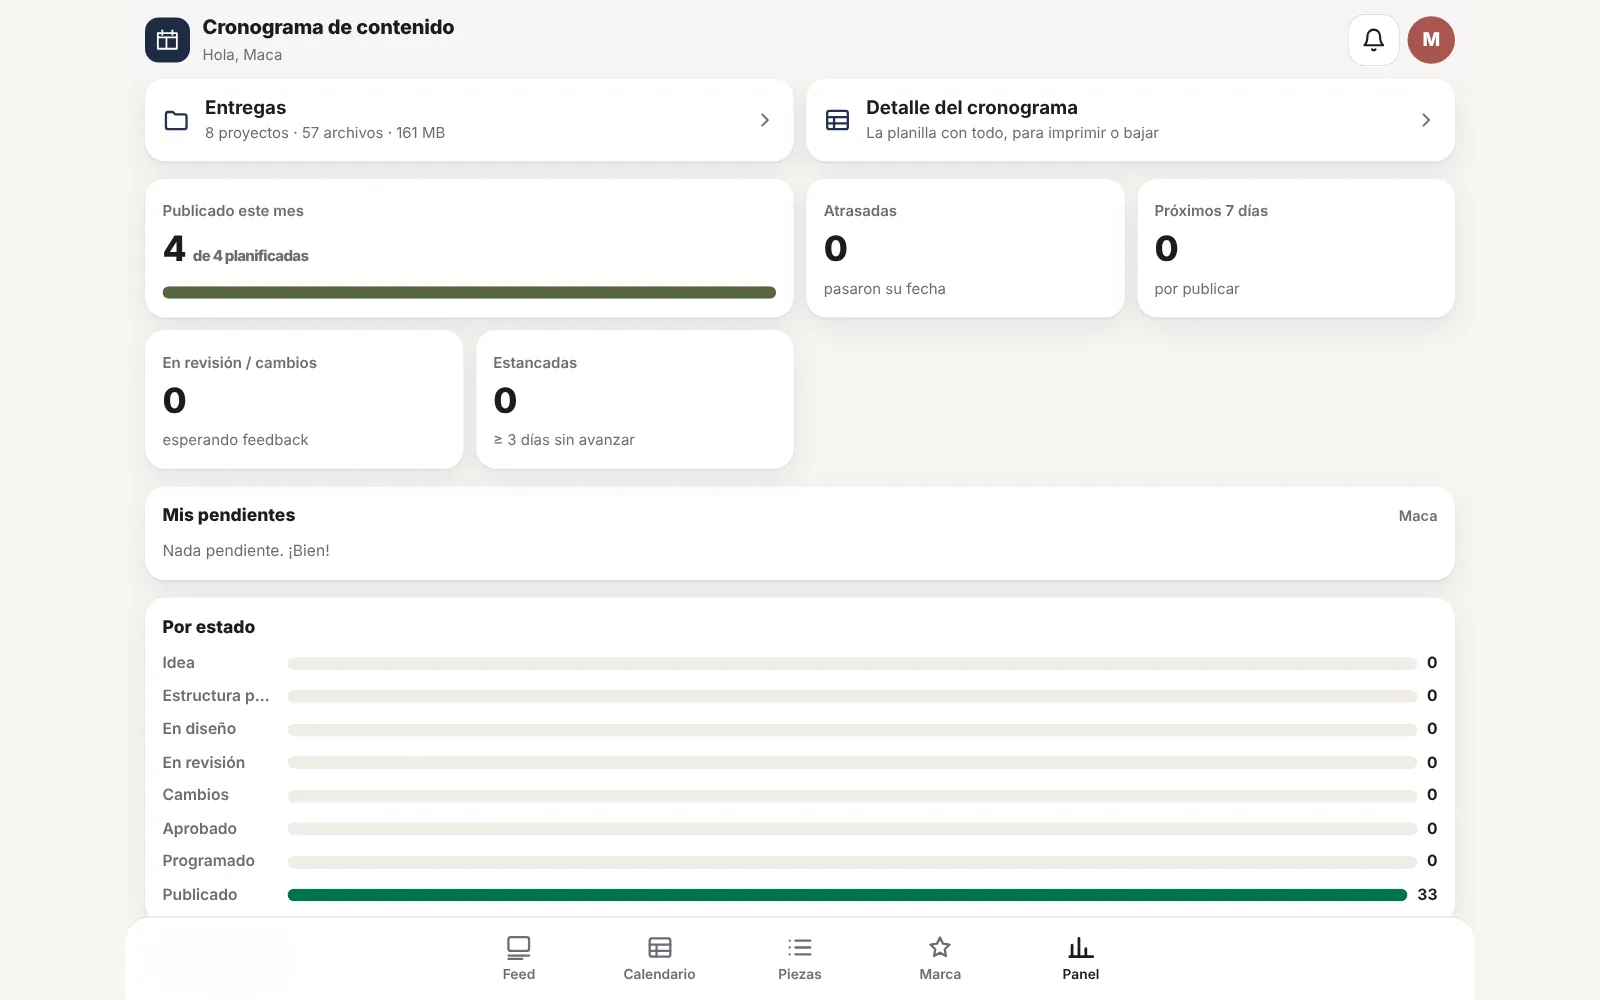 Cronograma de contenido
Hola, Maca
M
Entregas
8 proyectos · 57 archivos · 161 MB
Detalle del cronograma
La planilla con todo, para imprimir o bajar
Publicado este mes
4 de 4 planificadas
Atrasadas
0
pasaron su fecha
Próximos 7 días
0
por publicar
En revisión / cambios
0
esperando feedback
Estancadas
0
≥ 3 días sin avanzar
Mis pendientes
Maca
Nada pendiente. ¡Bien!
Por estado
Idea 0
Estructura p... 0
En diseño 0
En revisión 0
Cambios 0
Aprobado 0
Programado 0
Publicado 33
Feed
Calendario
Piezas
Marca
Panel